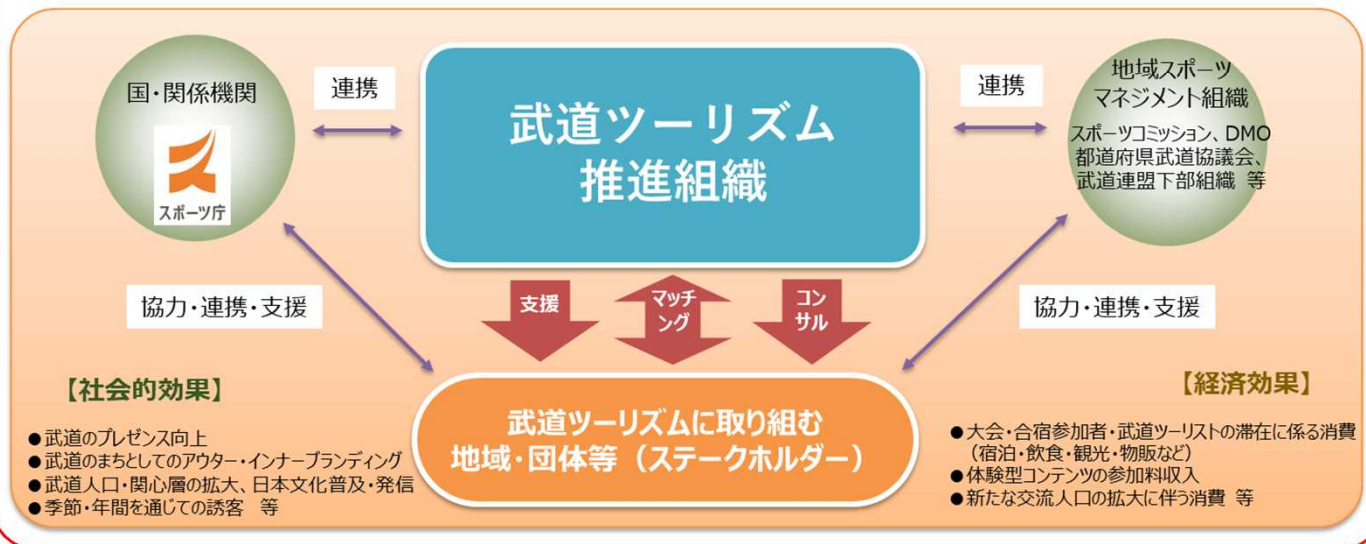 国・関係機関
スポーツ庁
連携
武道ツーリズム
推進組織
連携
地域スポーツ
マネジメント組織
スポーツコミッション、DMO
都道府県武道協議会、
武道連盟下部組織 等
協力・連携・支援
支援
マッチ
ング
コン
サル
協力・連携・支援
武道ツーリズムに取り組む
地域・団体等（ステークホルダー）
【社会的効果】
●武道のプレゼンス向上
●武道のまちとしてのアウター・インナーブランディング
●武道人口・関心層の拡大、日本文化普及・発信
●季節・年間を通じての誘客 等
【経済効果】
●大会・合宿参加者・武道ツーリストの滞在に係る消費
（宿泊・飲食・観光・物販など）
●体験型コンテンツの参加料収入
●新たな交流人口の拡大に伴う消費 等